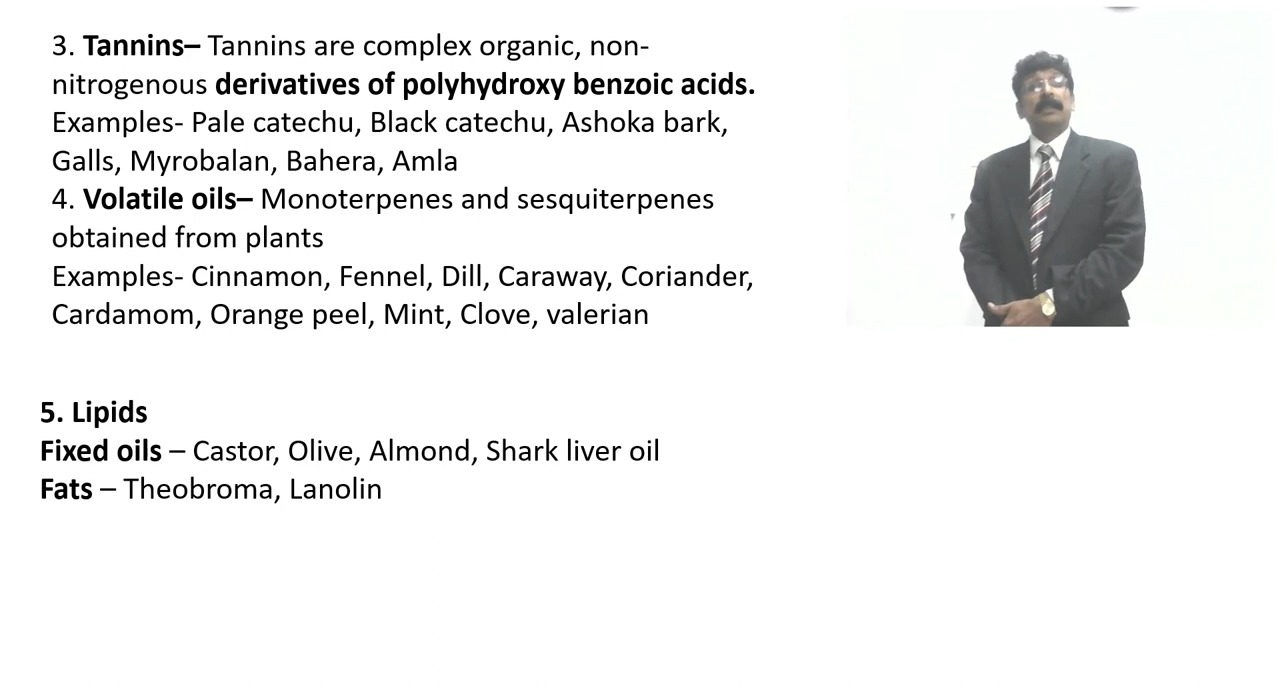 3. Tannins– Tannins are complex organic, non-
nitrogenous derivatives of polyhydroxy benzoic acids.
Examples- Pale catechu, Black catechu, Ashoka bark,
Galls, Myrobalan, Bahera, Amla
4. Volatile oils– Monoterpenes and sesquiterpenes
obtained from plants
Examples- Cinnamon, Fennel, Dill, Caraway, Coriander,
Cardamom, Orange peel, Mint, Clove, valerian
5. Lipids
Fixed oils – Castor, Olive, Almond, Shark liver oil
Fats – Theobroma, Lanolin